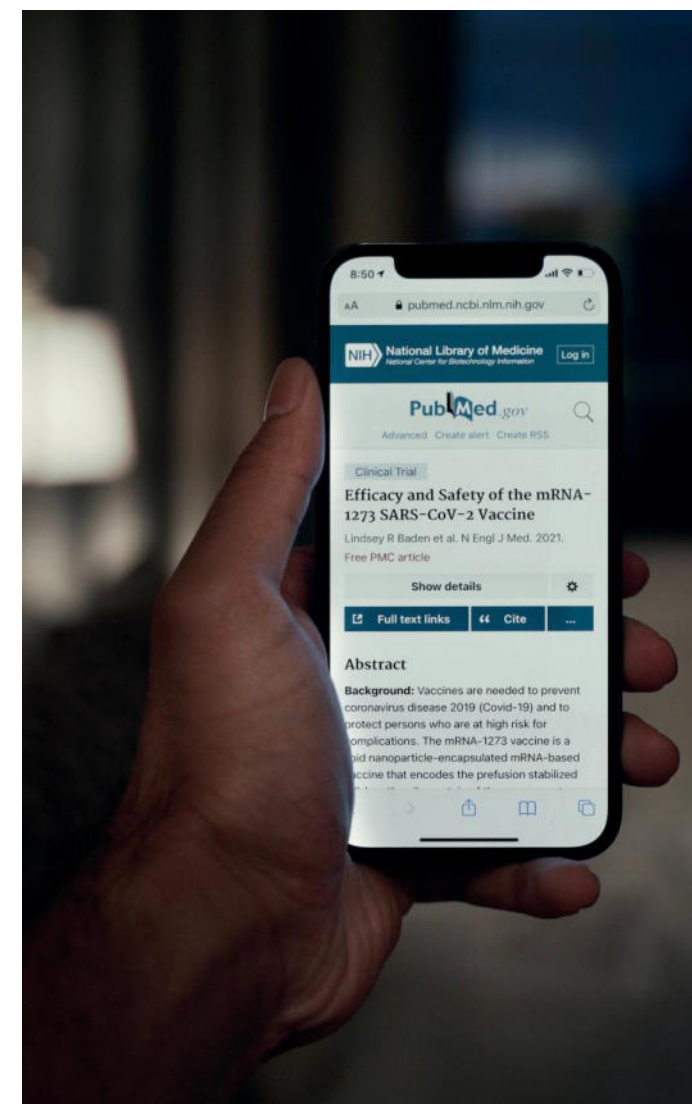 8:50
AA pubmed.ncbi.nlm.nih.gov
NIH National Library of Medicine Log in
National Center for Biotechnology Information
PubMed.gov
Advanced Create alert Create RSS
Clinical Trial
Efficacy and Safety of the mRNA-
1273 SARS-CoV-2 Vaccine
Lindsey R Baden et al. N Engl J Med. 2021.
Free PMC article
Show details
Full text links Cite ...
Abstract
Background: Vaccines are needed to prevent
coronavirus disease 2019 (Covid-19) and to
protect persons who are at high risk for
complications. The mRNA-1273 vaccine is a
nanoparticle-encapsulated mRNA-based
that encodes the prefusion stabilized